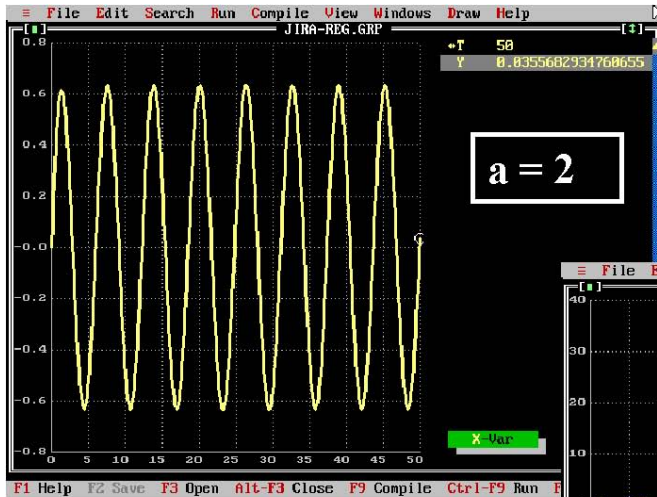 ≡ File Edit Search Run Compile View Windows Draw Help
JIRA-REG.GRP
0.8
0.6
0.4
0.2
-0.0
-0.2
-0.4
-0.6
-0.8
0 5 10 15 20 25 30 35 40 45 50
T 50
Y 0.0355682934760655
a = 2
X-Var
≡ File E
40
30
20
10
F1 Help F2 Save F3 Open Alt-F3 Close F9 Compile Ctrl-F9 Run F